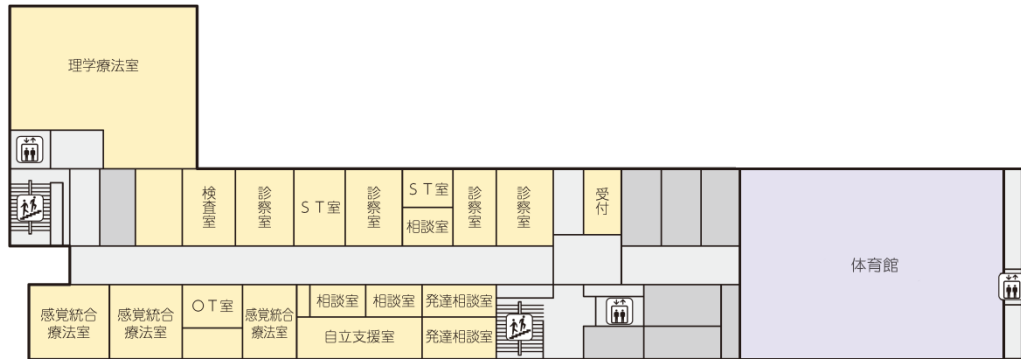 理学療法室
検査室
診察室
ＳＴ室
診察室
ＳＴ室
相談室
診察室
診察室
受付
体育館
感覚統合
療法室
感覚統合
療法室
ＯＴ室
感覚統合
療法室
相談室
相談室
発達相談室
自立支援室
発達相談室